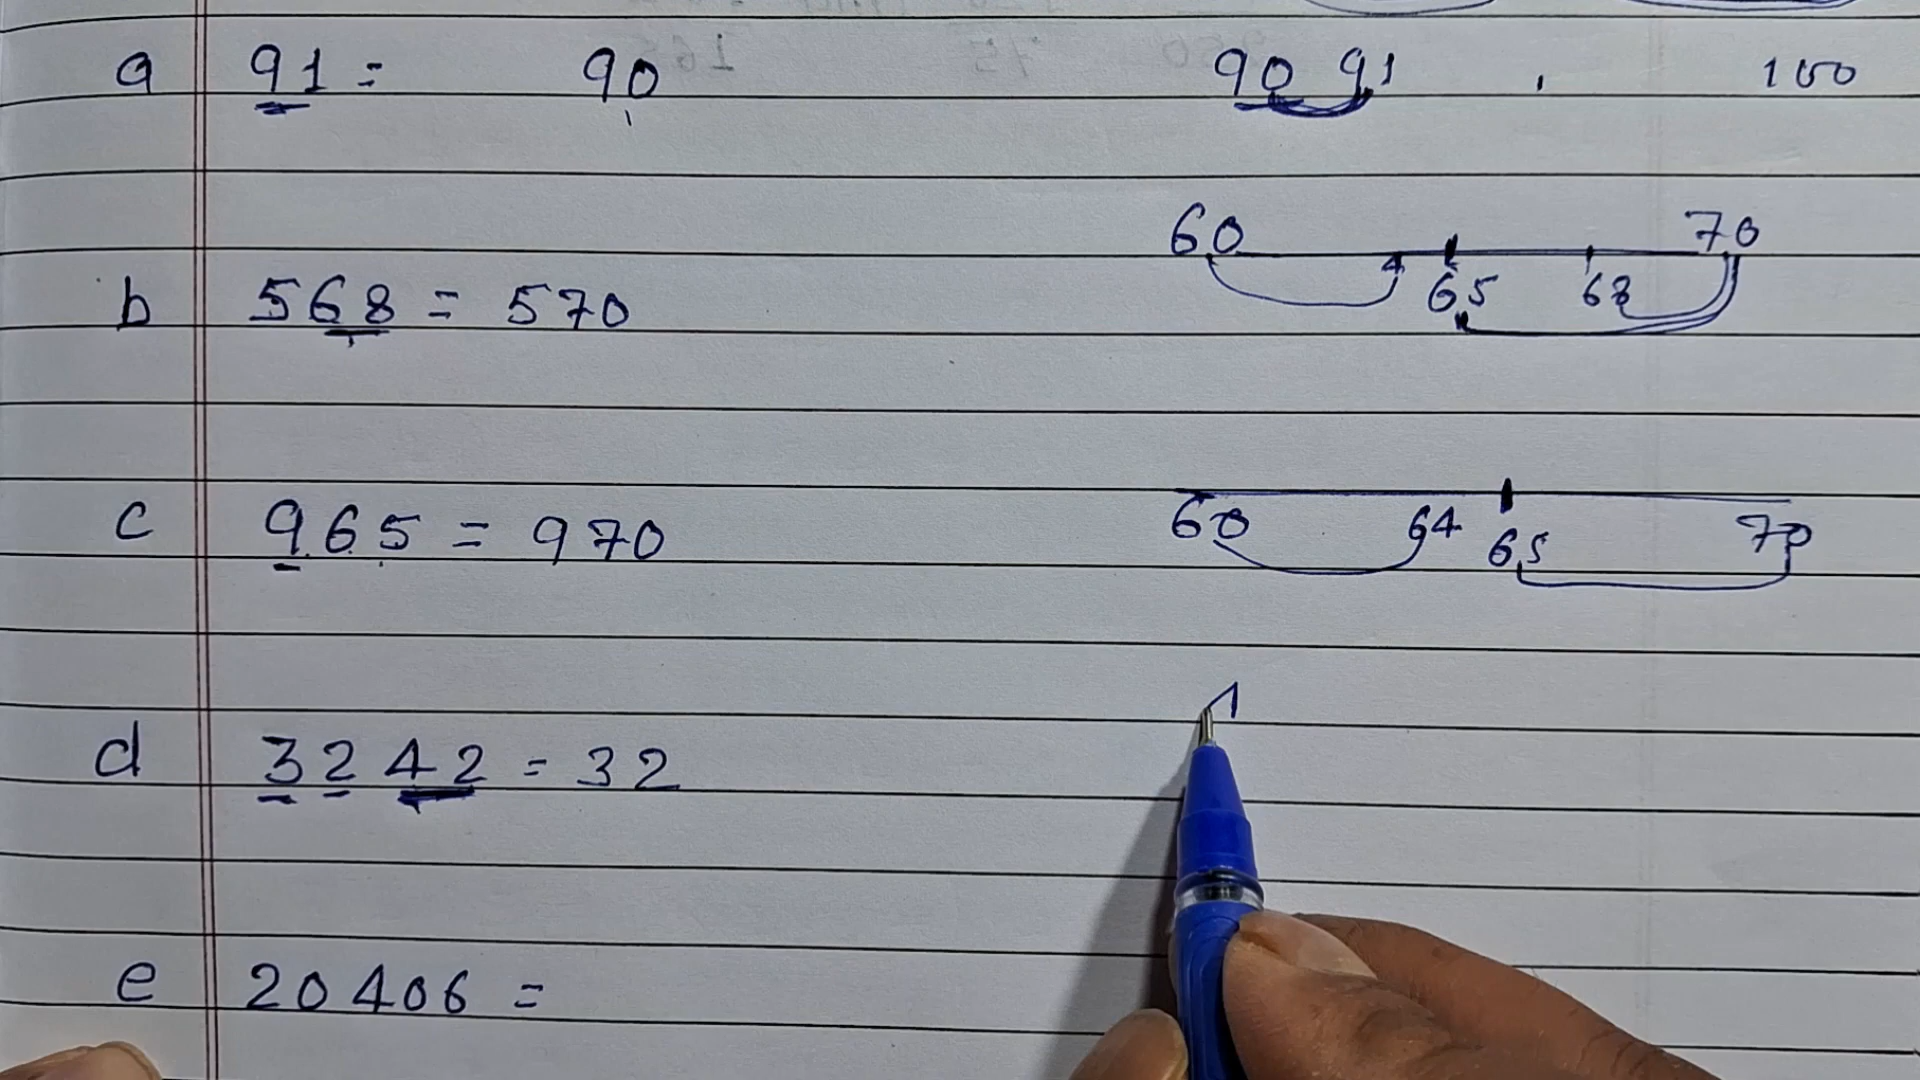 a 91 = 90 90 91 100
60 70
b 568 = 570 65 68
c 965 = 970 60 64 65 70
d 3242 = 32
e 20406 =